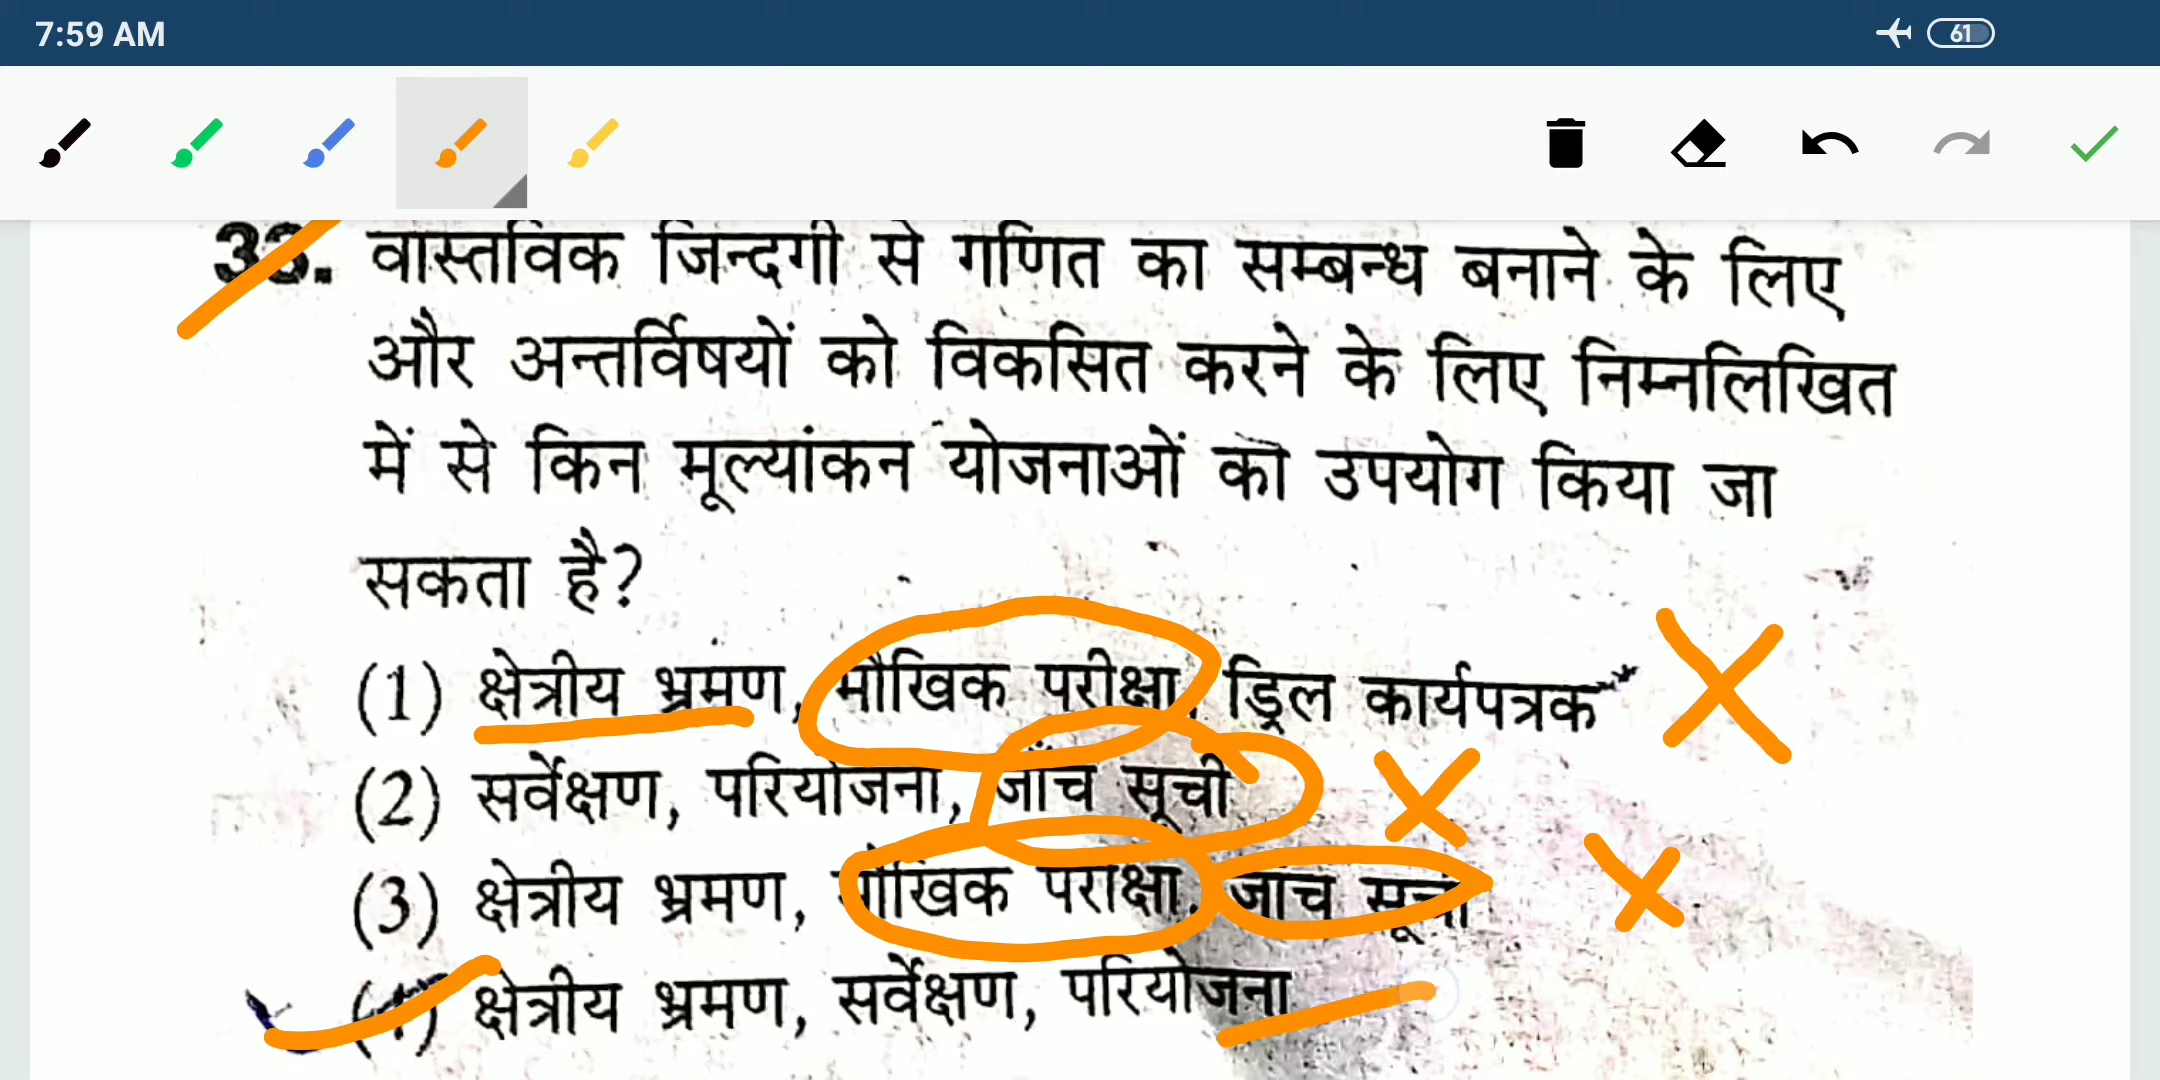 7:59 AM
61
33. वास्तविक जिन्दगी से गणित का सम्बन्ध बनाने के लिए
और अन्तर्विषयों को विकसित करने के लिए निम्नलिखित
में से किन मूल्यांकन योजनाओं का उपयोग किया जा
सकता है?
(1) क्षेत्रीय भ्रमण, मौखिक परीक्षा, ड्रिल कार्यपत्रक
(2) सर्वेक्षण, परियोजना, जाँच सूची
(3) क्षेत्रीय भ्रमण, मौखिक परीक्षा, जाँच सूची
(4) क्षेत्रीय भ्रमण, सर्वेक्षण, परियोजना